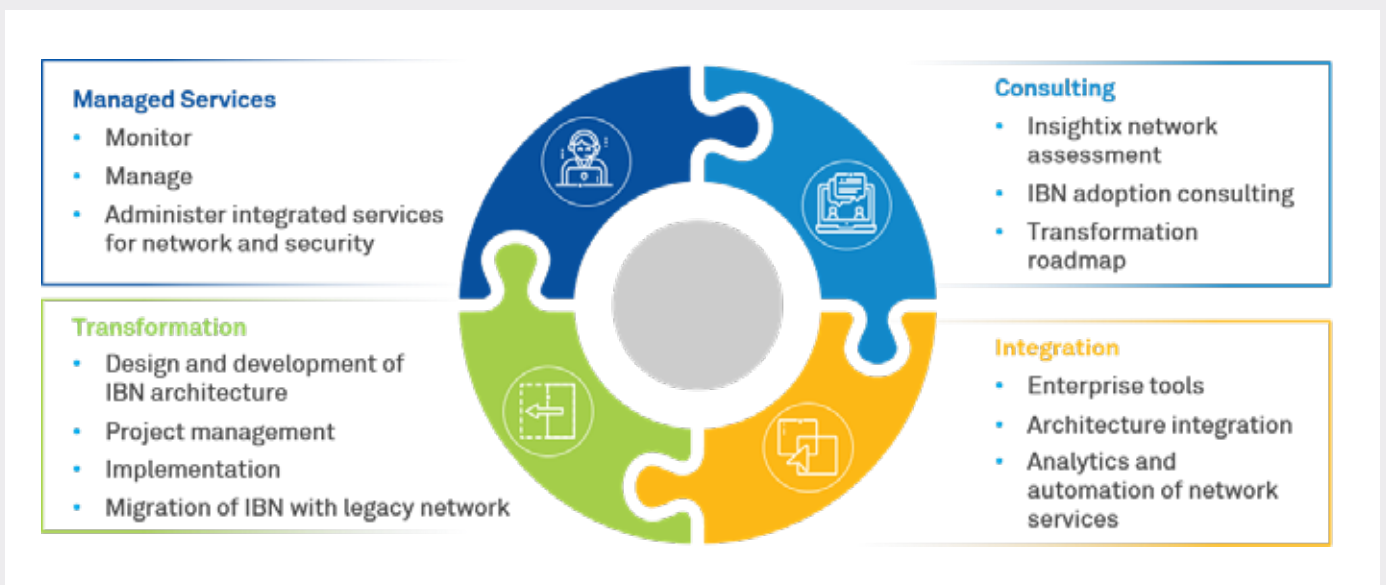 Managed Services
• Monitor
• Manage
• Administer integrated services
for network and security
Consulting
• Insightix network
assessment
• IBN adoption consulting
• Transformation
roadmap
Transformation
• Design and development of
IBN architecture
• Project management
• Implementation
• Migration of IBN with legacy network
Integration
• Enterprise tools
• Architecture integration
• Analytics and
automation of network
services